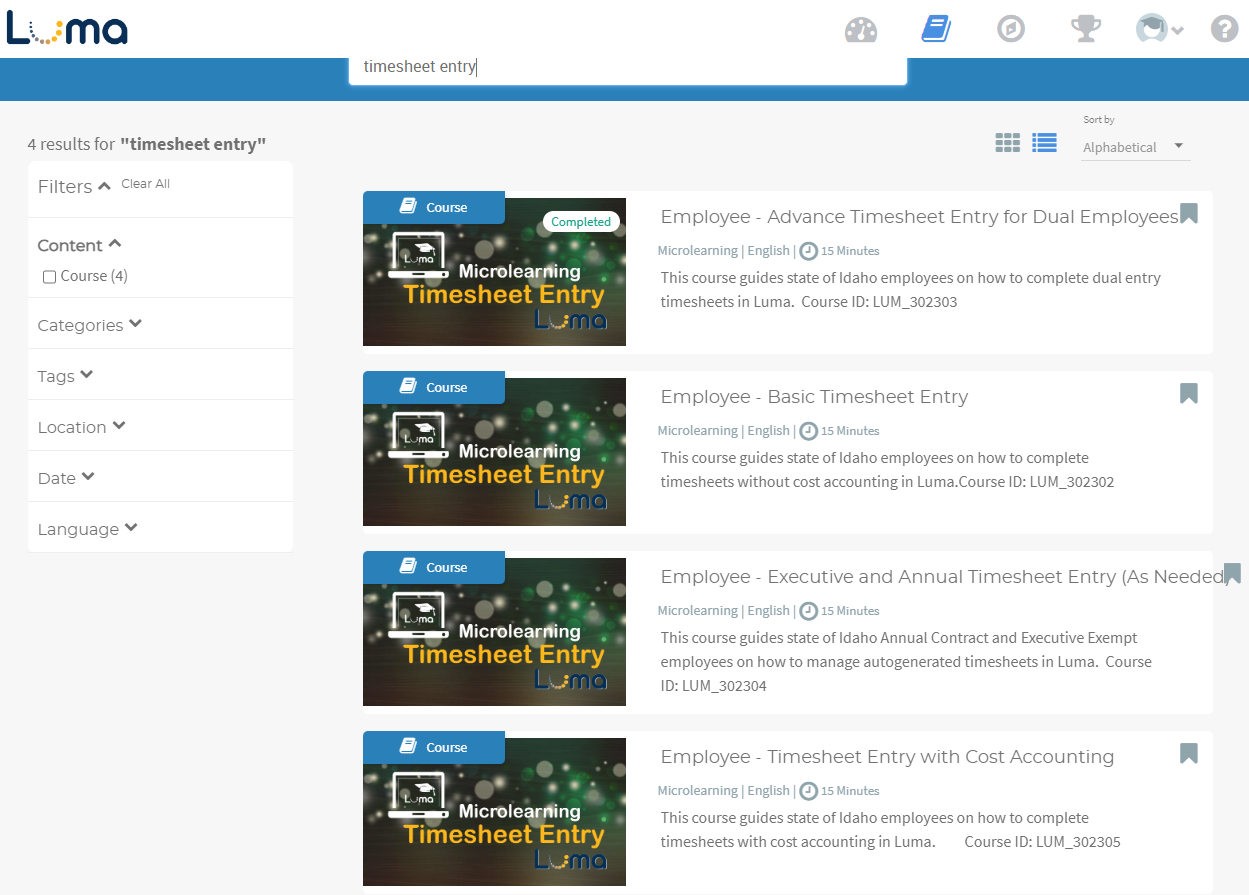 Luma
timesheet entry
4 results for "timesheet entry"
Sort by
Alphabetical
Filters Clear All
Content
Course (4)
Categories
Tags
Location
Date
Language
Course
Completed
Luma
Microlearning
Timesheet Entry
Luma
Employee - Advance Timesheet Entry for Dual Employees
Microlearning | English | 15 Minutes
This course guides state of Idaho employees on how to complete dual entry
timesheets in Luma. Course ID: LUM_302303
Course
Luma
Microlearning
Timesheet Entry
Luma
Employee - Basic Timesheet Entry
Microlearning | English | 15 Minutes
This course guides state of Idaho employees on how to complete
timesheets without cost accounting in Luma.Course ID: LUM_302302
Course
Luma
Microlearning
Timesheet Entry
Luma
Employee - Executive and Annual Timesheet Entry (As Needed)
Microlearning | English | 15 Minutes
This course guides state of Idaho Annual Contract and Executive Exempt
employees on how to manage autogenerated timesheets in Luma. Course
ID: LUM_302304
Course
Luma
Microlearning
Timesheet Entry
Luma
Employee - Timesheet Entry with Cost Accounting
Microlearning | English | 15 Minutes
This course guides state of Idaho employees on how to complete
timesheets with cost accounting in Luma. Course ID: LUM_302305